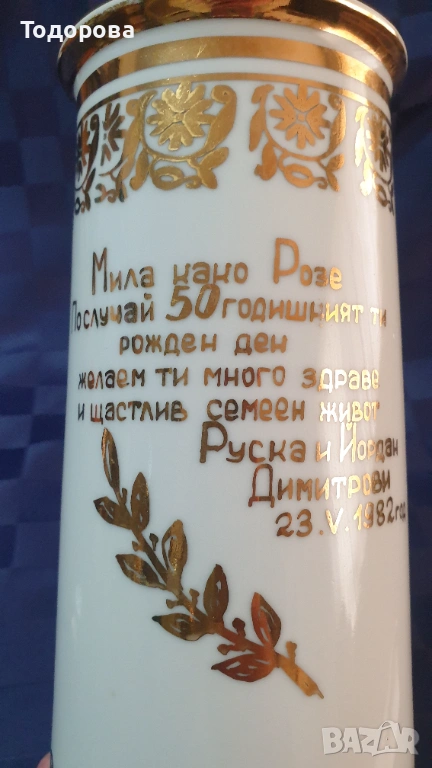 Тодорова
Мила како Розе
По случай 50 годишният ти
рожден ден
желаем ти много здраве
и щастлив семеен живот
Руска и Йордан
Димитрови
23.V.1982 год
BAZAR